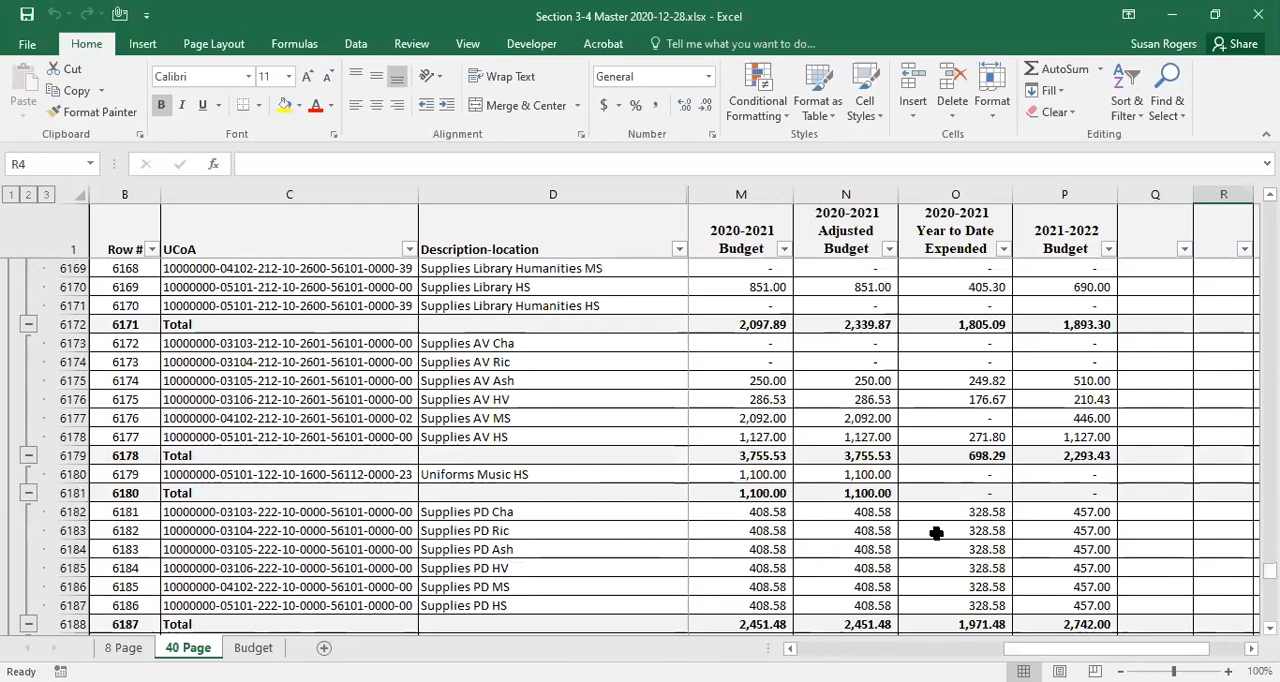 Section 3-4 Master 2020-12-28.xlsx - Excel
File Home Insert Page Layout Formulas Data Review View Developer Acrobat Tell me what you want to do... Susan Rogers Share
Cut
Copy
Format Painter
Paste
Calibri 11
B I U
Wrap Text
Merge & Center
General
$ % ,
Conditional Formatting
Format as Table
Cell Styles
Insert Delete Format
AutoSum
Fill
Clear
Sort & Filter
Find & Select
Clipboard Font Alignment Number Styles Cells Editing
R4 fx
1 2 3 B C D M N O P Q R
1 Row # UCoA Description-location 2020-2021 Budget 2020-2021 Adjusted Budget 2020-2021 Year to Date Expended 2021-2022 Budget
6169 6168 10000000-04102-212-10-2600-56101-0000-39 Supplies Library Humanities MS - - - -
6170 6169 10000000-05101-212-10-2600-56101-0000-00 Supplies Library HS 851.00 851.00 405.30 690.00
6171 6170 10000000-05101-212-10-2600-56101-0000-39 Supplies Library Humanities HS - - - -
6172 6171 Total 2,097.89 2,339.87 1,805.09 1,893.30
6173 6172 10000000-03103-212-10-2601-56101-0000-00 Supplies AV Cha - - - -
6174 6173 10000000-03104-212-10-2601-56101-0000-00 Supplies AV Ric - - - -
6175 6174 10000000-03105-212-10-2601-56101-0000-00 Supplies AV Ash 250.00 250.00 249.82 510.00
6176 6175 10000000-03106-212-10-2601-56101-0000-00 Supplies AV HV 286.53 286.53 176.67 210.43
6177 6176 10000000-04102-212-10-2601-56101-0000-02 Supplies AV MS 2,092.00 2,092.00 - 446.00
6178 6177 10000000-05101-212-10-2601-56101-0000-00 Supplies AV HS 1,127.00 1,127.00 271.80 1,127.00
6179 6178 Total 3,755.53 3,755.53 698.29 2,293.43
6180 6179 10000000-05101-122-10-1600-56112-0000-23 Uniforms Music HS 1,100.00 1,100.00 - -
6181 6180 Total 1,100.00 1,100.00 - -
6182 6181 10000000-03103-222-10-0000-56101-0000-00 Supplies PD Cha 408.58 408.58 328.58 457.00
6183 6182 10000000-03104-222-10-0000-56101-0000-00 Supplies PD Ric 408.58 408.58 328.58 457.00
6184 6183 10000000-03105-222-10-0000-56101-0000-00 Supplies PD Ash 408.58 408.58 328.58 457.00
6185 6184 10000000-03106-222-10-0000-56101-0000-00 Supplies PD HV 408.58 408.58 328.58 457.00
6186 6185 10000000-04102-222-10-0000-56101-0000-00 Supplies PD MS 408.58 408.58 328.58 457.00
6187 6186 10000000-05101-222-10-0000-56101-0000-00 Supplies PD HS 408.58 408.58 328.58 457.00
6188 6187 Total 2,451.48 2,451.48 1,971.48 2,742.00
8 Page 40 Page Budget
Ready 100%